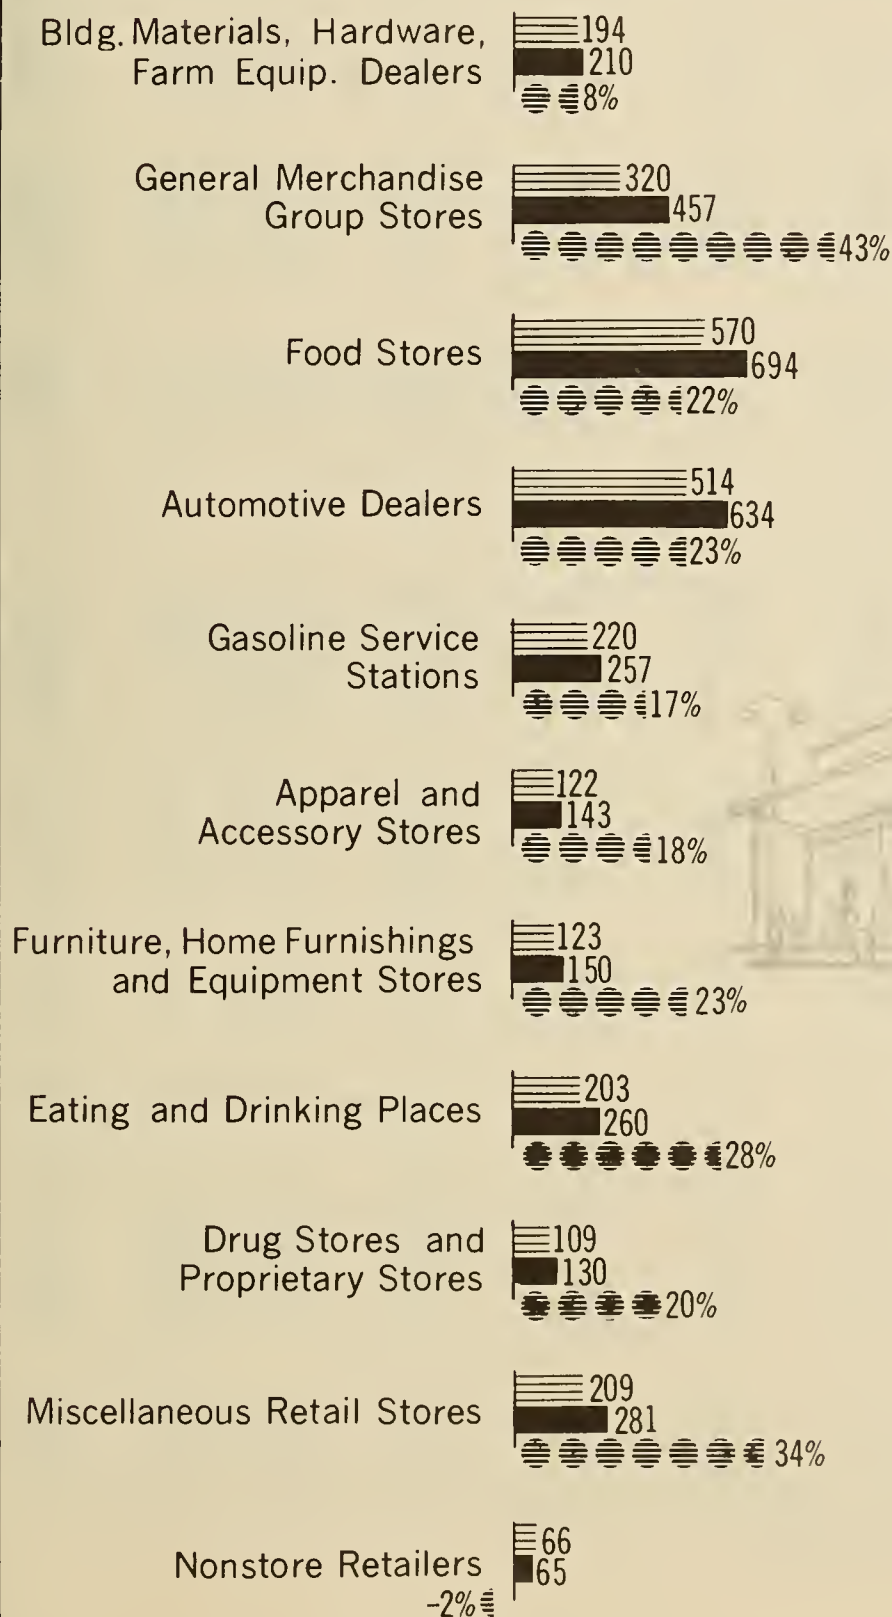 Bldg. Materials, Hardware,
Farm Equip. Dealers
194
210
8%
General Merchandise
Group Stores
320
457
43%
Food Stores
570
694
22%
Automotive Dealers
514
634
23%
Gasoline Service
Stations
220
257
17%
Apparel and
Accessory Stores
122
143
18%
Furniture, Home Furnishings
and Equipment Stores
123
150
23%
Eating and Drinking Places
203
260
28%
Drug Stores and
Proprietary Stores
109
130
20%
Miscellaneous Retail Stores
209
281
34%
Nonstore Retailers
66
65
-2%